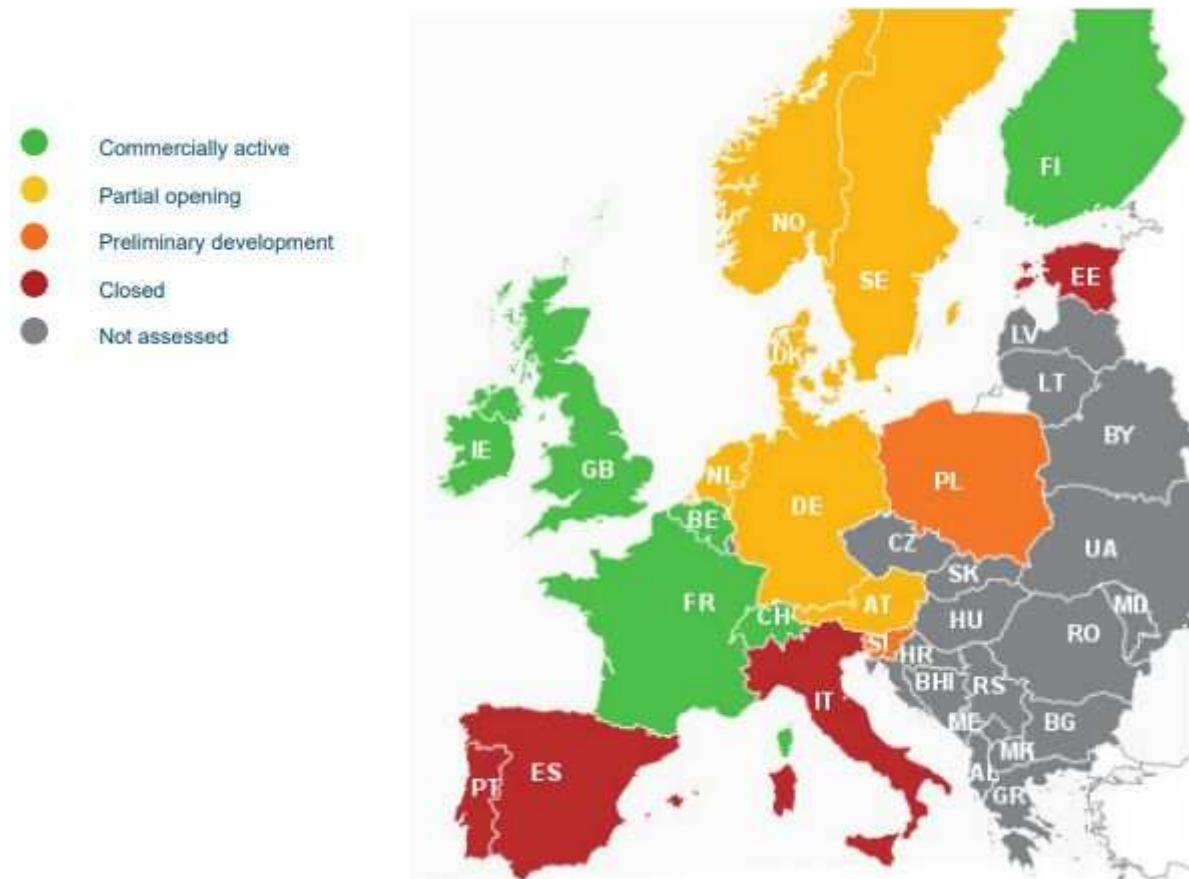 Commercially active
Partial opening
Preliminary development
Closed
Not assessed
FI
NO
SE
EE
LV
DK
LT
BY
IE
GB
NL
DE
PL
BE
CZ
UA
SK
FR
CH
AT
HU
MD
RO
SI
HR
BHI
RS
IT
ME
BG
MK
ES
PT
AL
GR